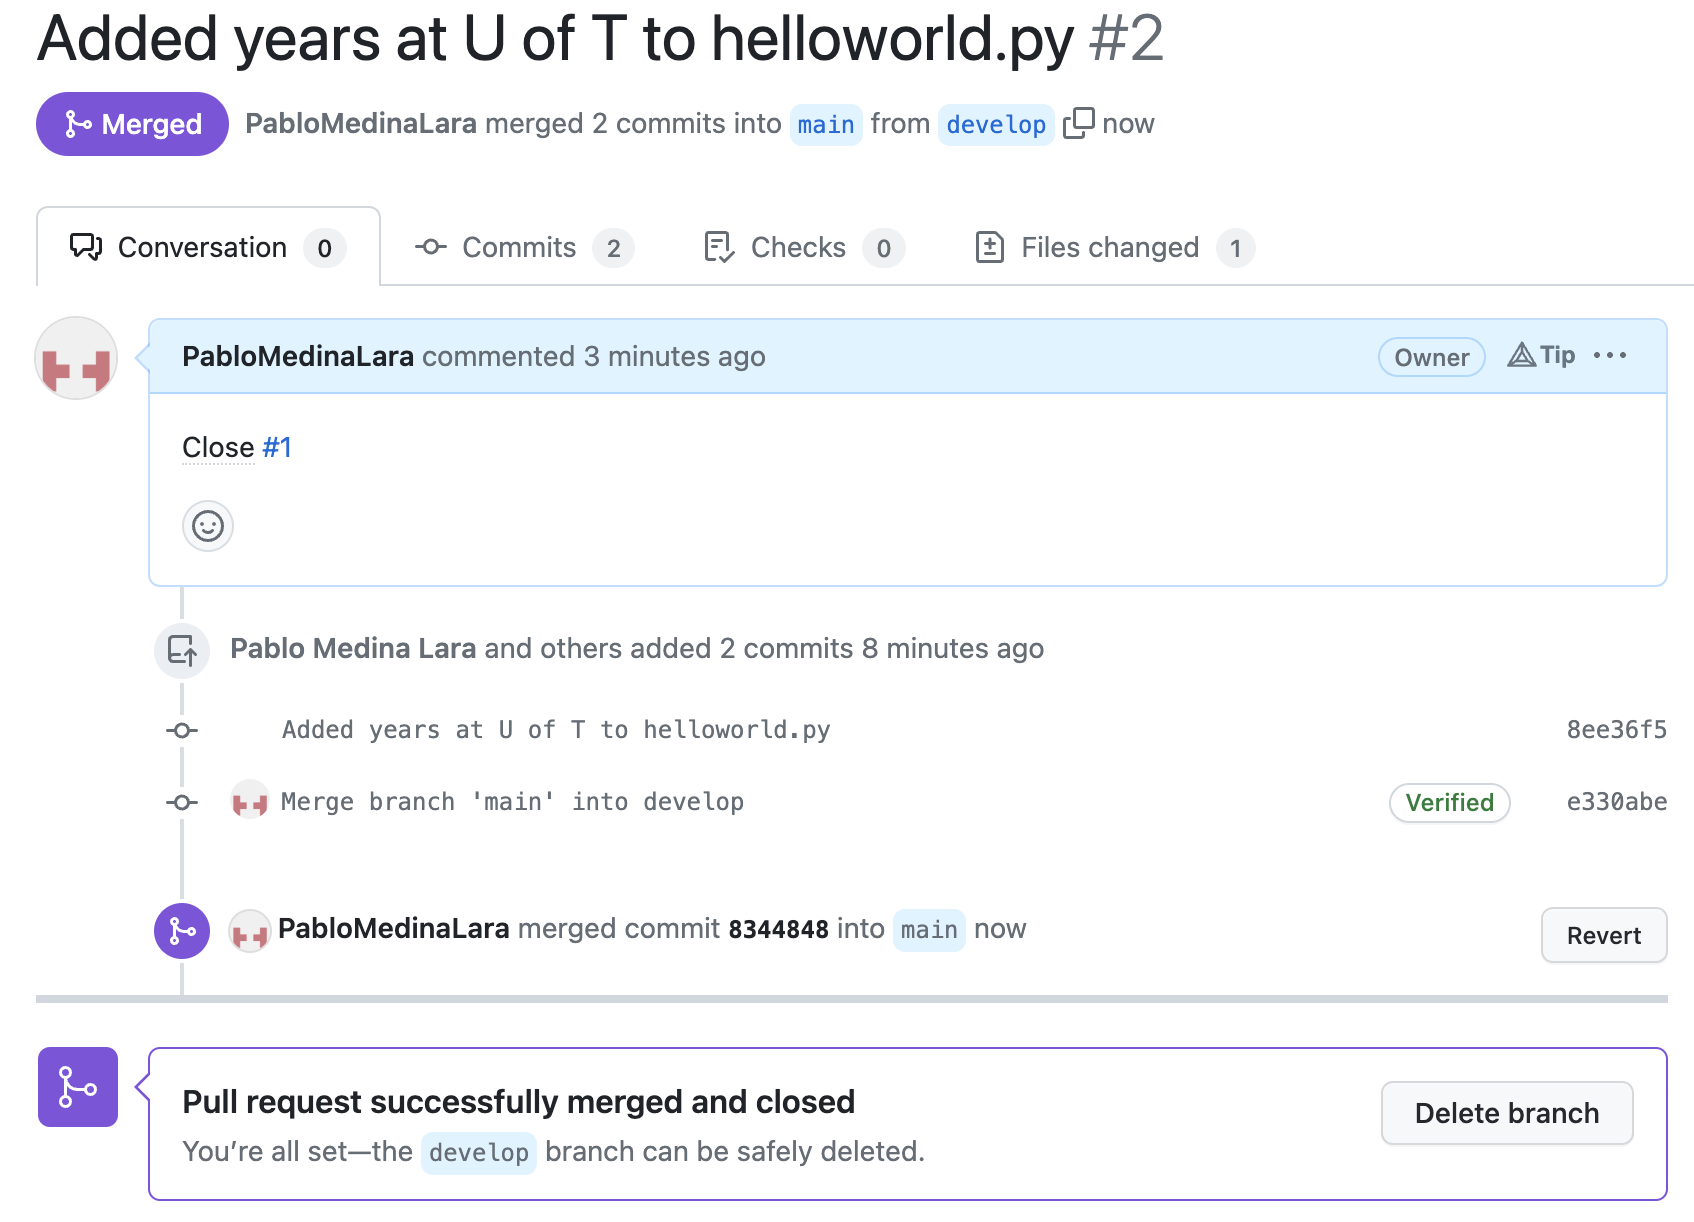 Added years at U of T to helloworld.py #2
Merged PabloMedinaLara merged 2 commits into main from develop now
Conversation 0 Commits 2 Checks 0 Files changed 1
PabloMedinaLara commented 3 minutes ago Owner Tip
Close #1
Pablo Medina Lara and others added 2 commits 8 minutes ago
Added years at U of T to helloworld.py 8ee36f5
Merge branch 'main' into develop Verified e330abe
PabloMedinaLara merged commit 8344848 into main now Revert
Pull request successfully merged and closed
Delete branch
You’re all set—the develop branch can be safely deleted.